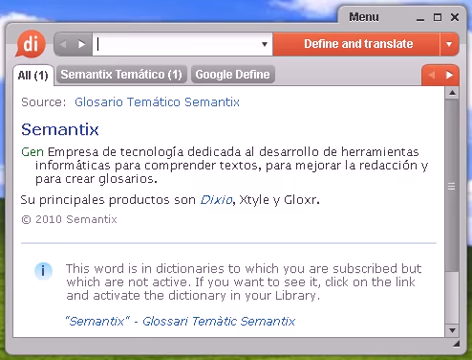 Menu
di
Define and translate
All (1) Semantix Temático (1) Google Define
Source: Glosario Temático Semantix
Semantix
Gen Empresa de tecnología dedicada al desarrollo de herramientas
informáticas para comprender textos, para mejorar la redacción y
para crear glosarios.
Su principales productos son Dixio, Xtyle y Gloxr.
© 2010 Semantix
i
This word is in dictionaries to which you are subscribed but
which are not active. If you want to see it, click on the link
and activate the dictionary in your Library.
"Semantix" - Glossari Temàtic Semantix